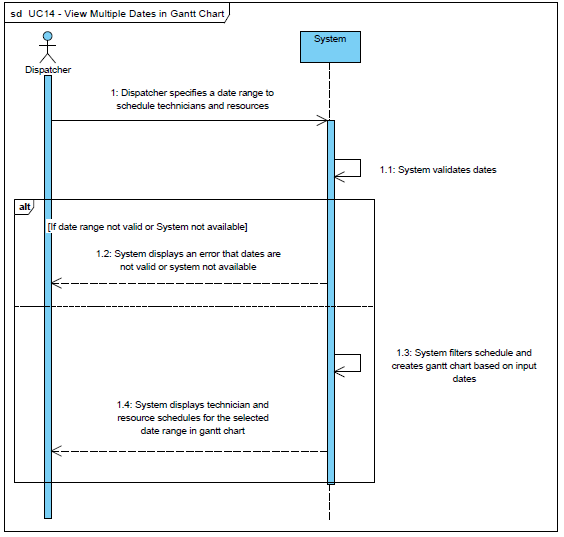 sd UC14 - View Multiple Dates in Gantt Chart
System
Dispatcher
1: Dispatcher specifies a date range to
schedule technicians and resources
1.1: System validates dates
alt
[If date range not valid or System not available]
1.2: System displays an error that dates are
not valid or system not available
1.3: System filters schedule and
creates gantt chart based on input
dates
1.4: System displays technician and
resource schedules for the selected
date range in gantt chart